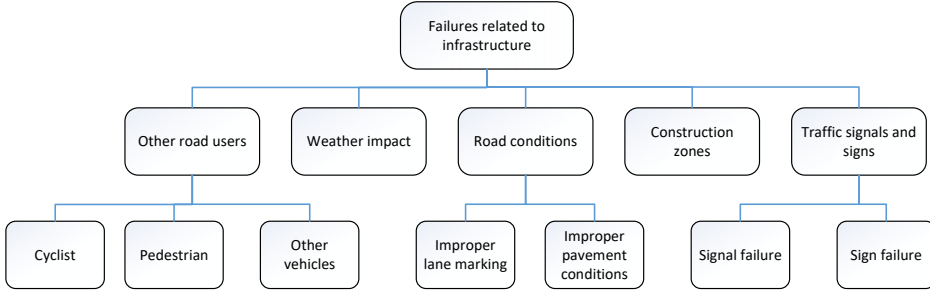 Failures related to
infrastructure
Other road users
Weather impact
Road conditions
Construction
zones
Traffic signals and
signs
Cyclist
Pedestrian
Other
vehicles
Improper
lane marking
Improper
pavement
conditions
Signal failure
Sign failure